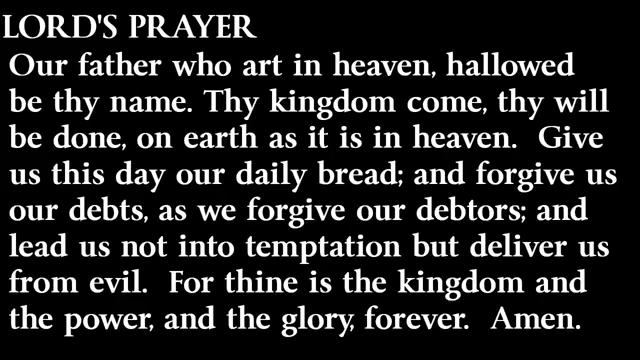 LORD'S PRAYER
Our father who art in heaven, hallowed
be thy name. Thy kingdom come, thy will
be done, on earth as it is in heaven.  Give
us this day our daily bread; and forgive us
our debts, as we forgive our debtors; and
lead us not into temptation but deliver us
from evil.  For thine is the kingdom and
the power, and the glory, forever.  Amen.